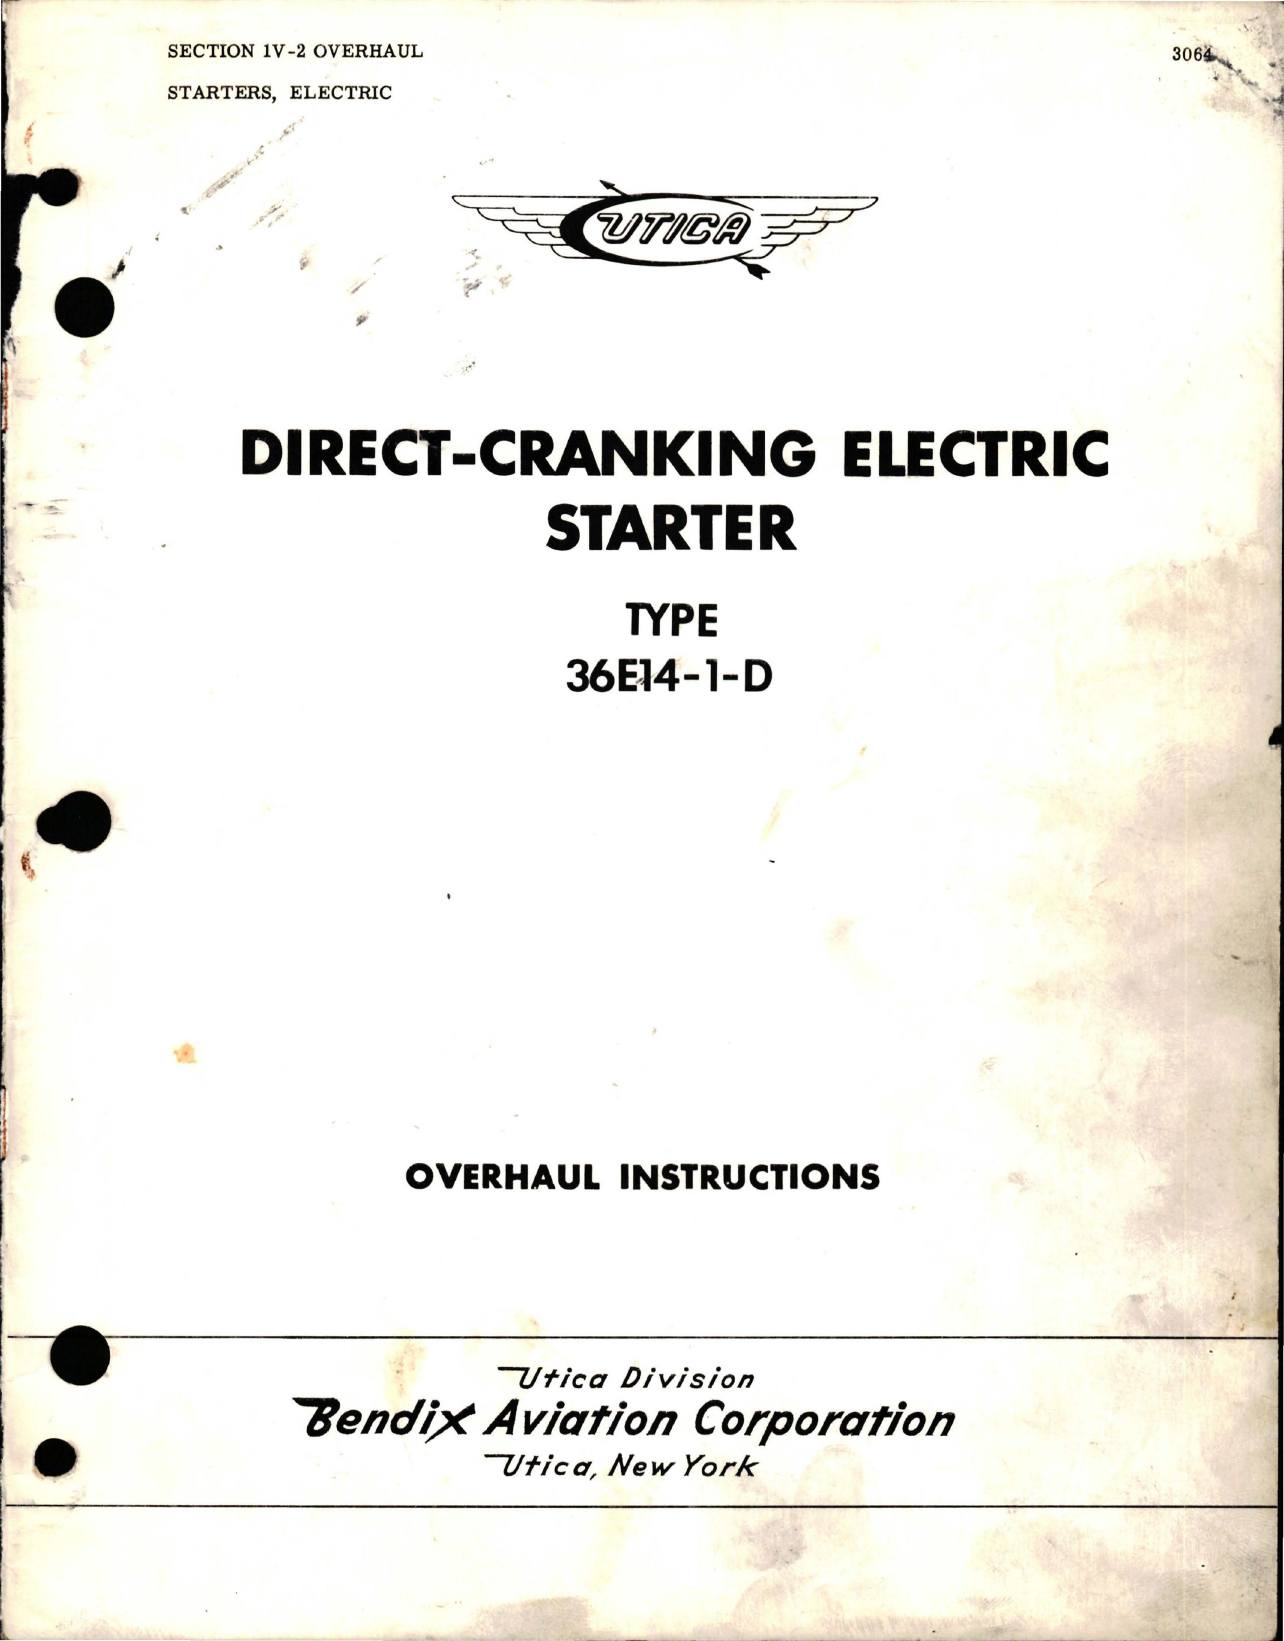 SECTION 1V-2 OVERHAUL
3064
STARTERS, ELECTRIC
UTICA
DIRECT-CRANKING ELECTRIC
STARTER
TYPE
36E14-1-D
OVERHAUL INSTRUCTIONS
Utica Division
Bendix Aviation Corporation
Utica, New York